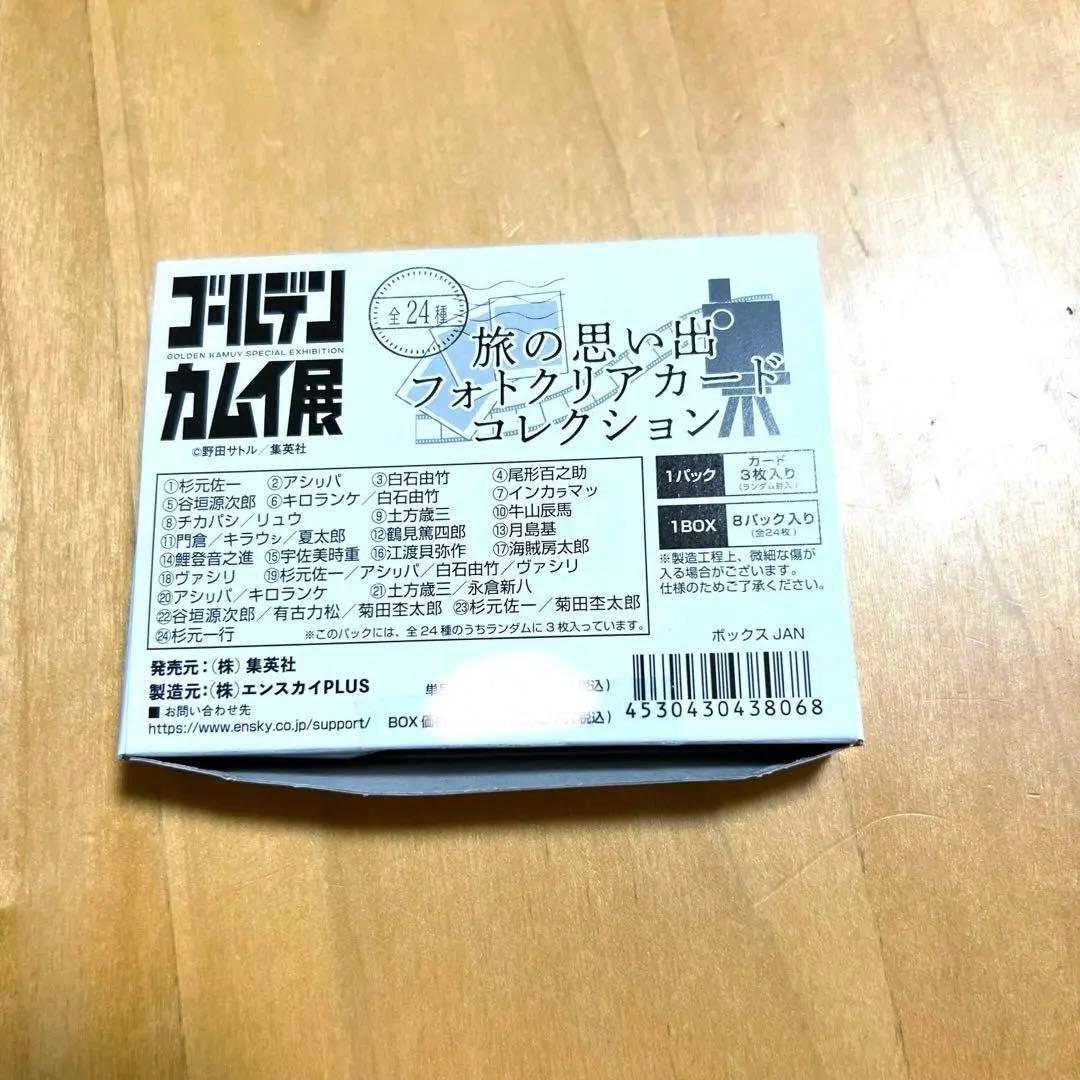 ゴールデン
GOLDEN KAMUY SPECIAL EXHIBITION
カムイ展
©野田サトル／集英社
全24種
旅の思い出
フォトクリアカード
コレクション
①杉元佐一 ②アシㇼパ ③白石由竹 ④尾形百之助
⑤谷垣源次郎 ⑥キロランケ／白石由竹 ⑦インカㇻマッ
⑧チカパシ／リュウ ⑨土方歳三 ⑩牛山辰馬
⑪門倉／キラウㇱ／夏太郎 ⑫鶴見篤四郎 ⑬月島基
⑭鯉登音之進 ⑮宇佐美時重 ⑯江渡貝弥作 ⑰海賊房太郎
⑱ヴァシリ ⑲杉元佐一／アシㇼパ／白石由竹／ヴァシリ
⑳アシㇼパ／キロランケ ㉑土方歳三／永倉新八
㉒谷垣源次郎／有古力松／菊田杢太郎 ㉓杉元佐一／菊田杢太郎
㉔杉元一行 ※このパックには、全24種のうちランダムに3枚入っています。
1パック カード
3枚入り
(ランダム封入)
1BOX 8パック入り
(全24枚)
※製造工程上、微細な傷が
入る場合がございます。
仕様のためご了承ください。
発売元：(株)集英社
製造元：(株)エンスカイPLUS
■お問い合わせ先
https://www.ensky.co.jp/support/
単品
税込)
BOX価格
税込)
ボックスJAN
4530430438068